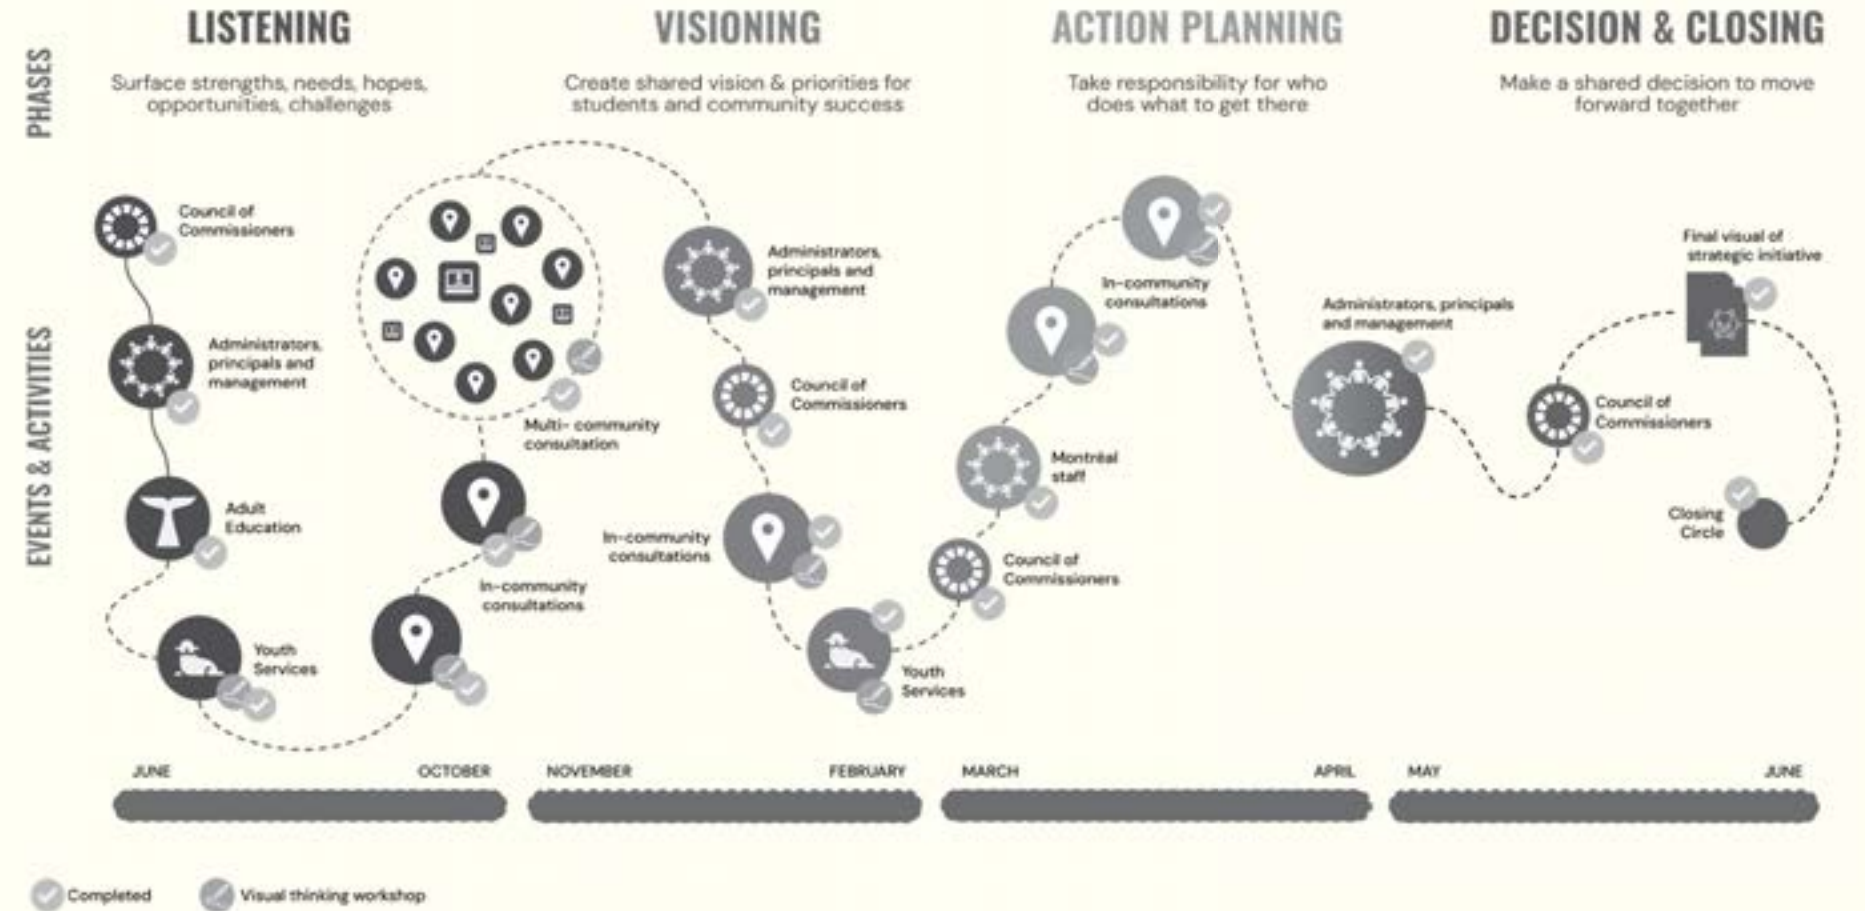 PHASES
LISTENING
Surface strengths, needs, hopes,
opportunities, challenges
VISIONING
Create shared vision & priorities for
students and community success
ACTION PLANNING
Take responsibility for who
does what to get there
DECISION & CLOSING
Make a shared decision to move
forward together
EVENTS & ACTIVITIES
Council of
Commissioners
Administrators,
principals and
management
Adult
Education
Youth
Services
In-community
consultations
Multi- community
consultation
Administrators,
principals and
management
Council of
Commissioners
In-community
consultations
Youth
Services
Council of
Commissioners
Montréal
staff
In-community
consultations
Administrators, principals
and management
Council of
Commissioners
Final visual of
strategic initiative
Closing
Circle
JUNE
OCTOBER
NOVEMBER
FEBRUARY
MARCH
APRIL
MAY
JUNE
Completed
Visual thinking workshop